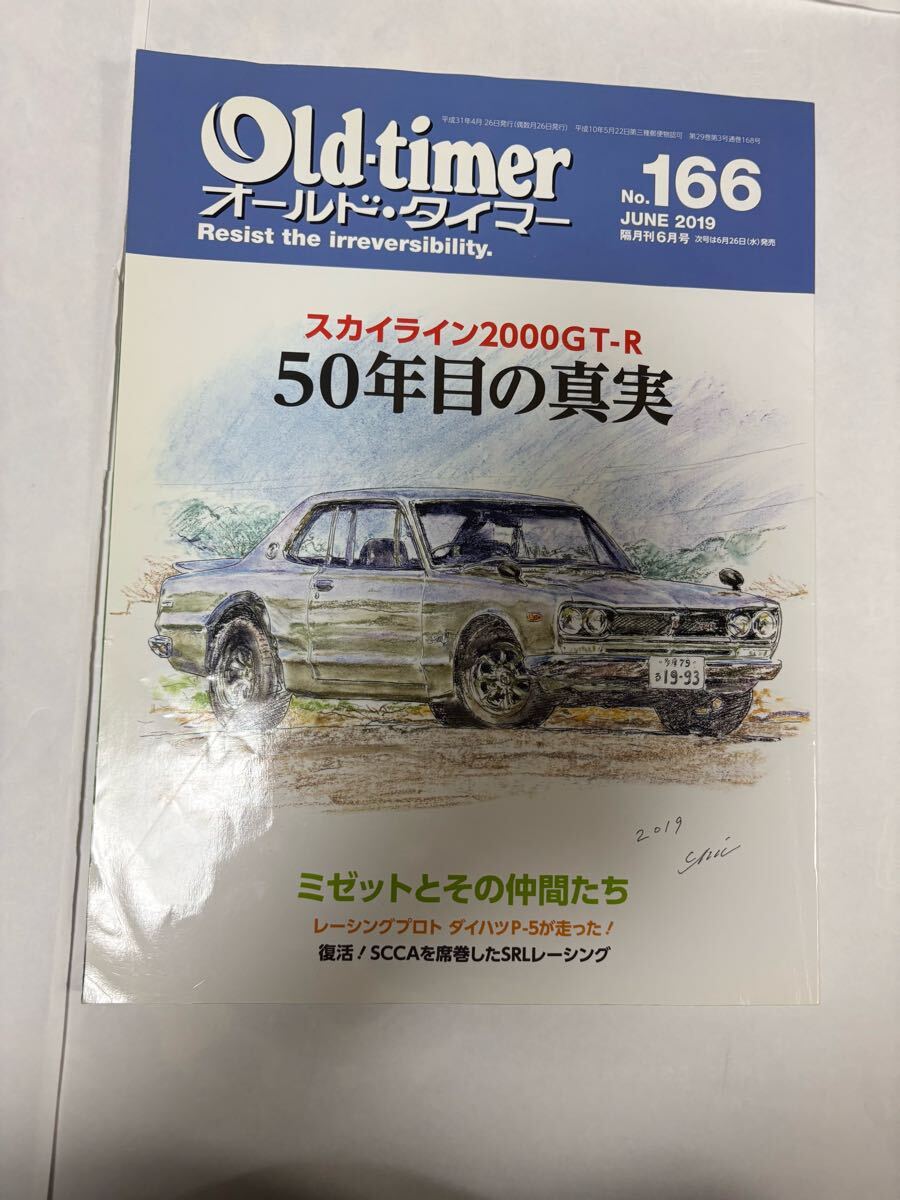 平成31年4月26日発行(偶数月26日発行) 平成10年5月22日第三種郵便物認可 第29巻第3号通巻168号
Old-timer
オールド・タイマー
Resist the irreversibility.
No.166
JUNE 2019
隔月刊6月号 次号は6月26日(水)発売
スカイライン2000GT-R
50年目の真実
79
る19-93
2019
ミゼットとその仲間たち
レーシングプロト ダイハツP-5が走った!
復活!SCCAを席巻したSRLレーシング